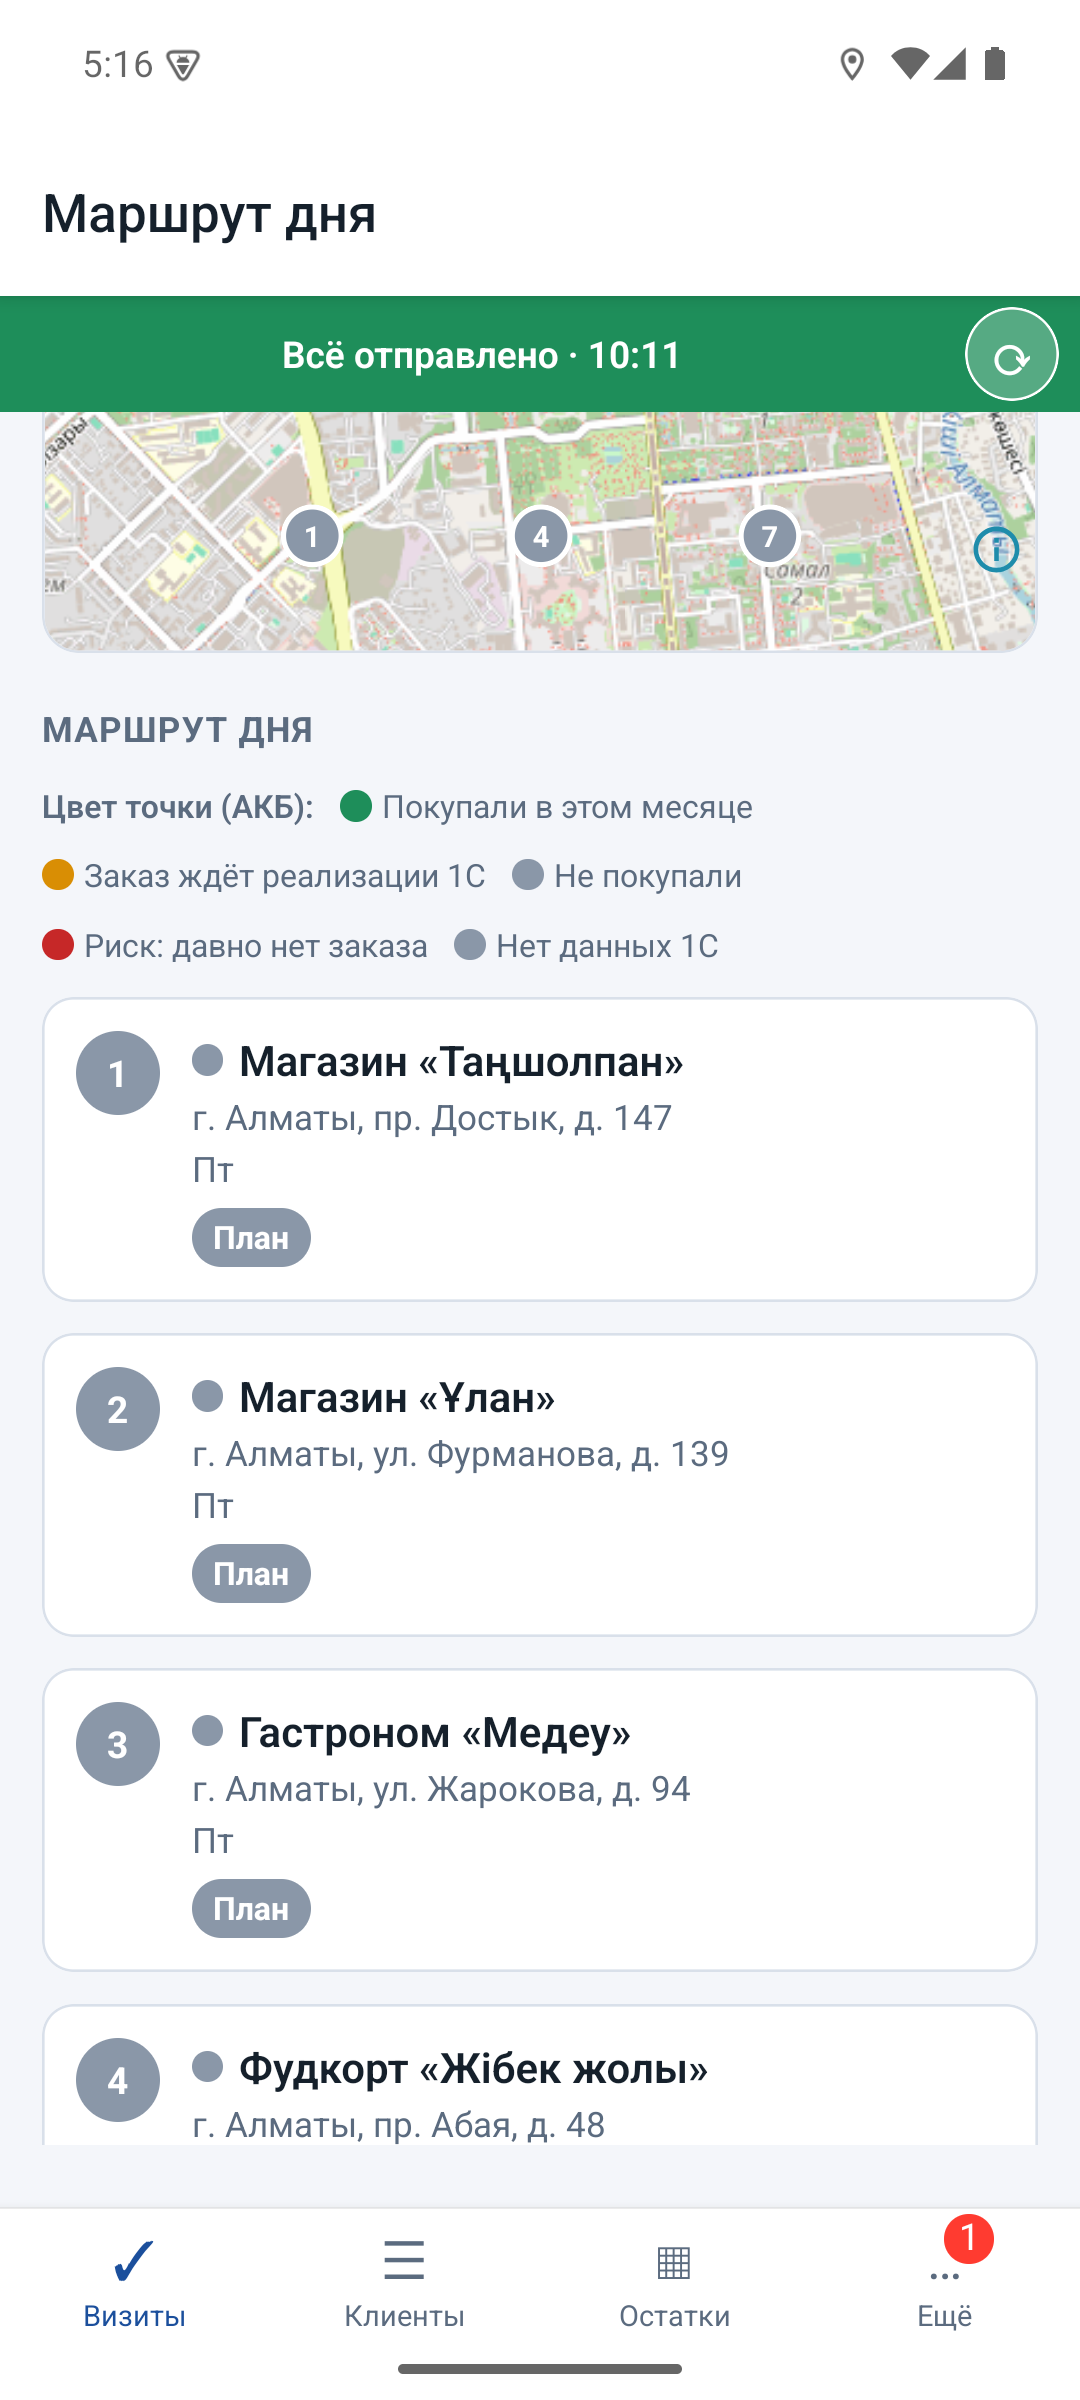 5:16
Маршрут дня
Всё отправлено · 10:11
көшесі
1
4
7
Самал
2
МАРШРУТ ДНЯ
Цвет точки (АКБ): Покупали в этом месяце
Заказ ждёт реализации 1С Не покупали
Риск: давно нет заказа Нет данных 1С
1
Магазин «Таңшолпан»
г. Алматы, пр. Достык, д. 147
Пт
План
2
Магазин «Ұлан»
г. Алматы, ул. Фурманова, д. 139
Пт
План
3
Гастроном «Медеу»
г. Алматы, ул. Жарокова, д. 94
Пт
План
4
Фудкорт «Жібек жолы»
г. Алматы, пр. Абая, д. 48
1
Визиты
Клиенты
Остатки
Ещё